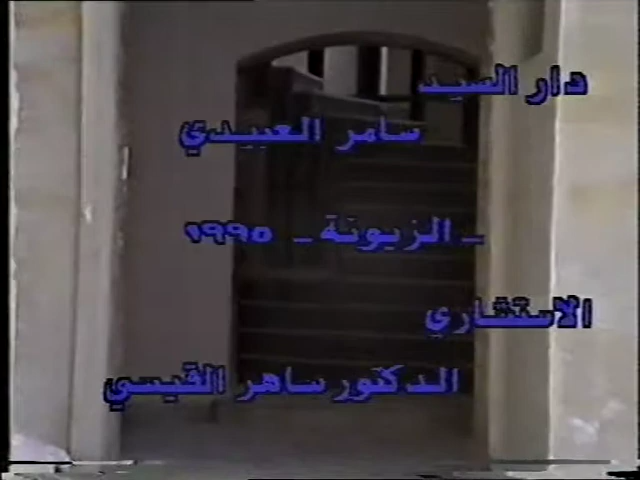 دار السيد
سامر العبيدي
ـ الزيونة ـ ١٩٩٥
الاستشاري
الدكتور ساهر القيسي